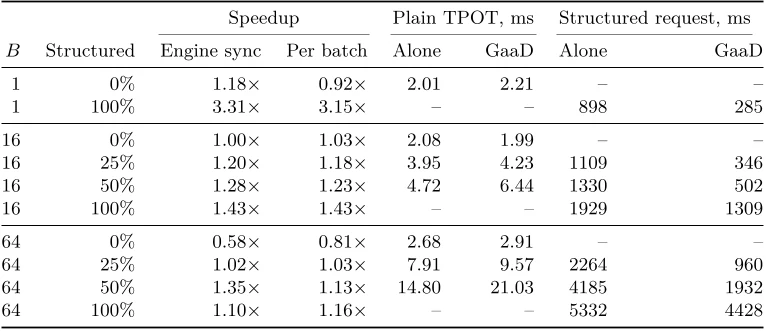 Speedup Plain TPOT, ms Structured request, ms
B Structured Engine sync Per batch Alone GaaD Alone GaaD
1 0% 1.18× 0.92× 2.01 2.21 – –
1 100% 3.31× 3.15× – – 898 285
16 0% 1.00× 1.03× 2.08 1.99 – –
16 25% 1.20× 1.18× 3.95 4.23 1109 346
16 50% 1.28× 1.23× 4.72 6.44 1330 502
16 100% 1.43× 1.43× – – 1929 1309
64 0% 0.58× 0.81× 2.68 2.91 – –
64 25% 1.02× 1.03× 7.91 9.57 2264 960
64 50% 1.35× 1.13× 14.80 21.03 4185 1932
64 100% 1.10× 1.16× – – 5332 4428